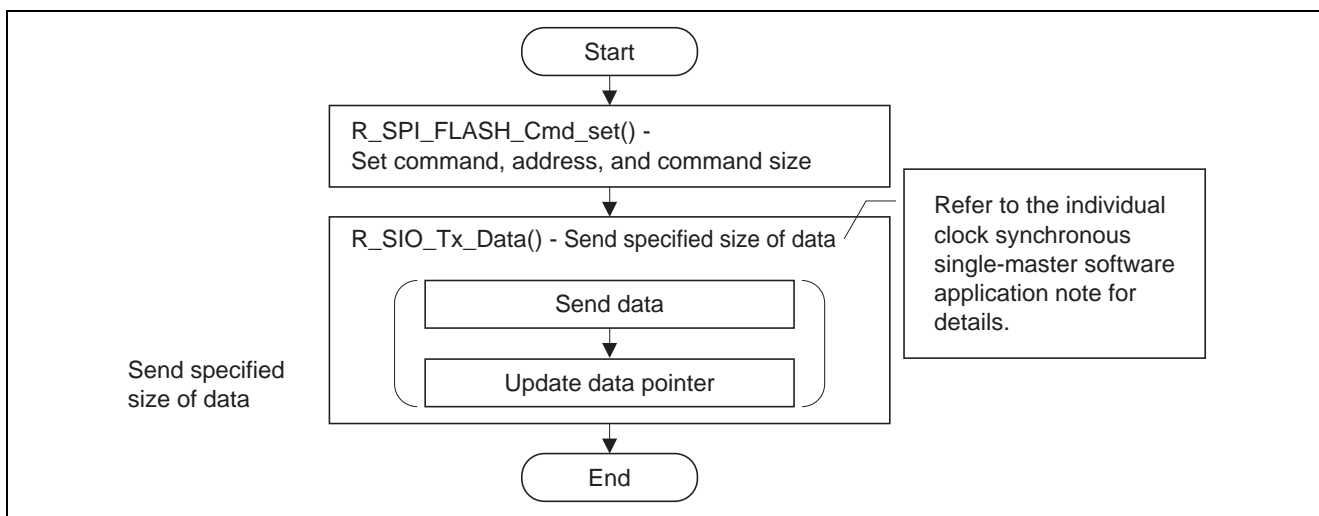 Start
R_SPI_FLASH_Cmd_set() -
Set command, address, and command size
R_SIO_Tx_Data() - Send specified size of data
Refer to the individual
clock synchronous
single-master software
application note for
details.
Send data
Update data pointer
Send specified
size of data
End